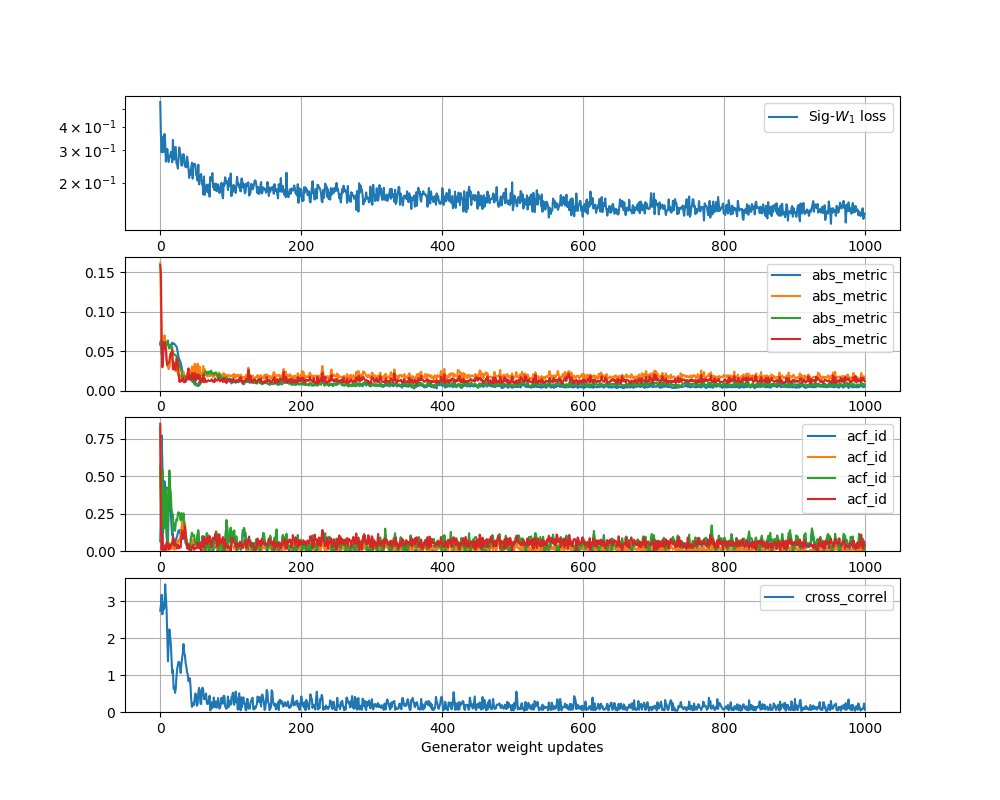 4 × 10⁻¹
3 × 10⁻¹
2 × 10⁻¹
Sig-W₁ loss
0 200 400 600 800 1000
0.15
0.10
0.05
0.00
abs_metric
abs_metric
abs_metric
abs_metric
0 200 400 600 800 1000
0.75
0.50
0.25
0.00
acf_id
acf_id
acf_id
acf_id
0 200 400 600 800 1000
3
2
1
0
cross_correl
0 200 400 600 800 1000
Generator weight updates